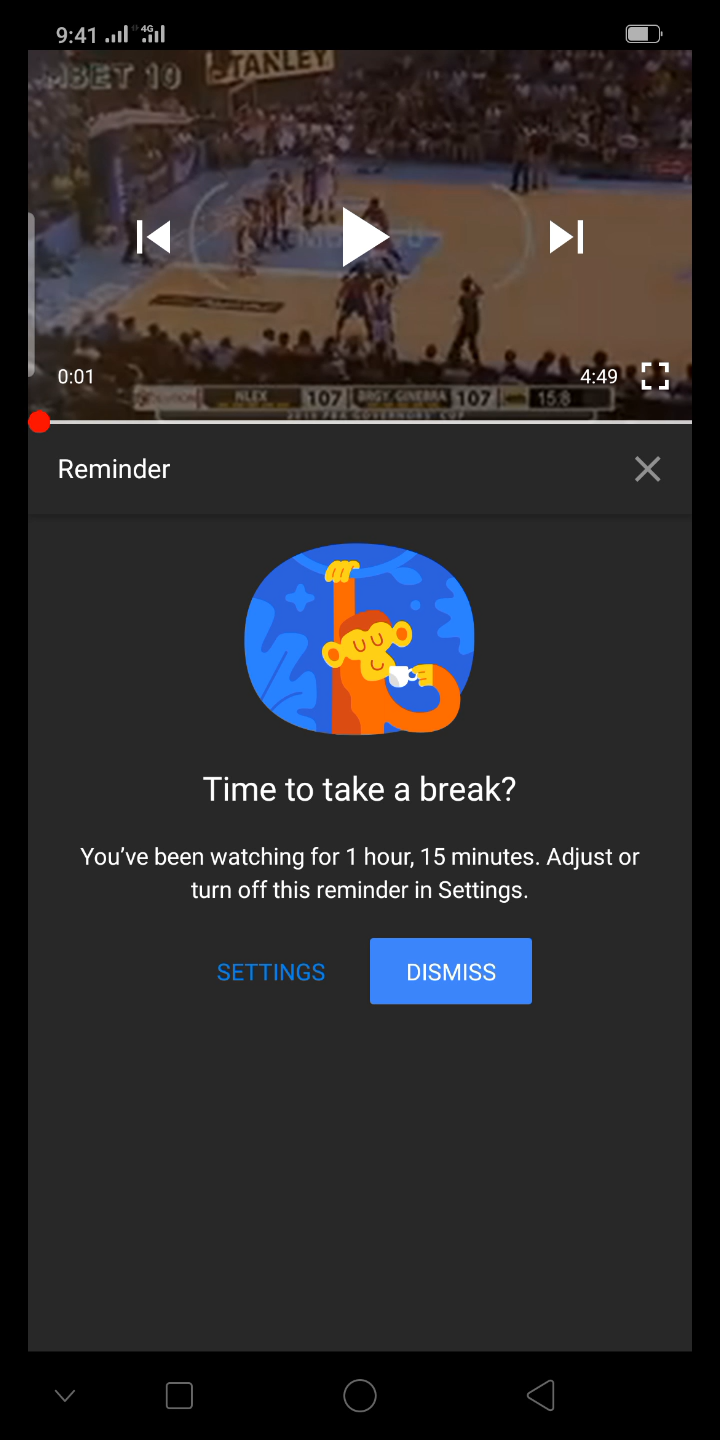 9:41
4G
STANLEY
0:01
4:49
NLEX 107 BRGY. GINEBRA 107 15:8
Reminder
Time to take a break?
You’ve been watching for 1 hour, 15 minutes. Adjust or
turn off this reminder in Settings.
SETTINGS
DISMISS